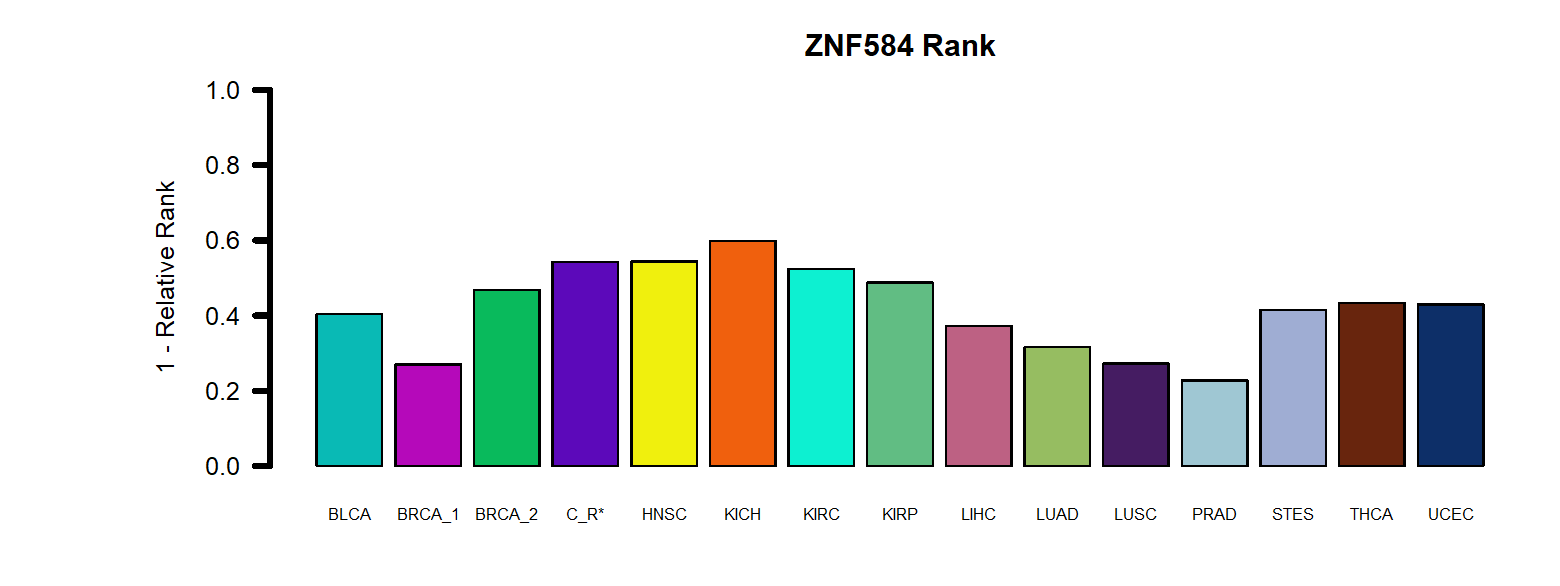 ZNF584 Rank
1 - Relative Rank
1.0
0.8
0.6
0.4
0.2
0.0
BLCA BRCA_1 BRCA_2 C_R* HNSC KICH KIRC KIRP LIHC LUAD LUSC PRAD STES THCA UCEC